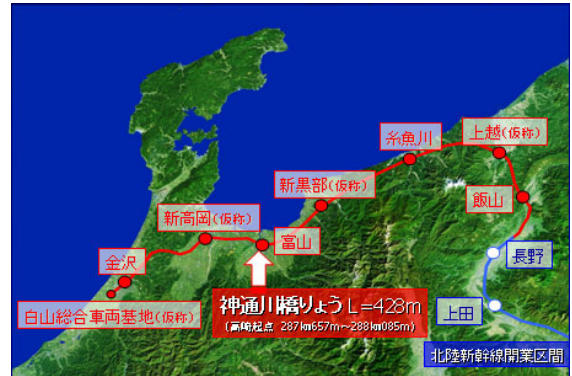 糸魚川
上越(仮称)
新黒部(仮称)
飯山
新高岡(仮称)
富山
長野
金沢
神通川橋りょう L=428m
(高崎起点 287km657m～288km085m)
白山総合車両基地(仮称)
上田
北陸新幹線開業区間